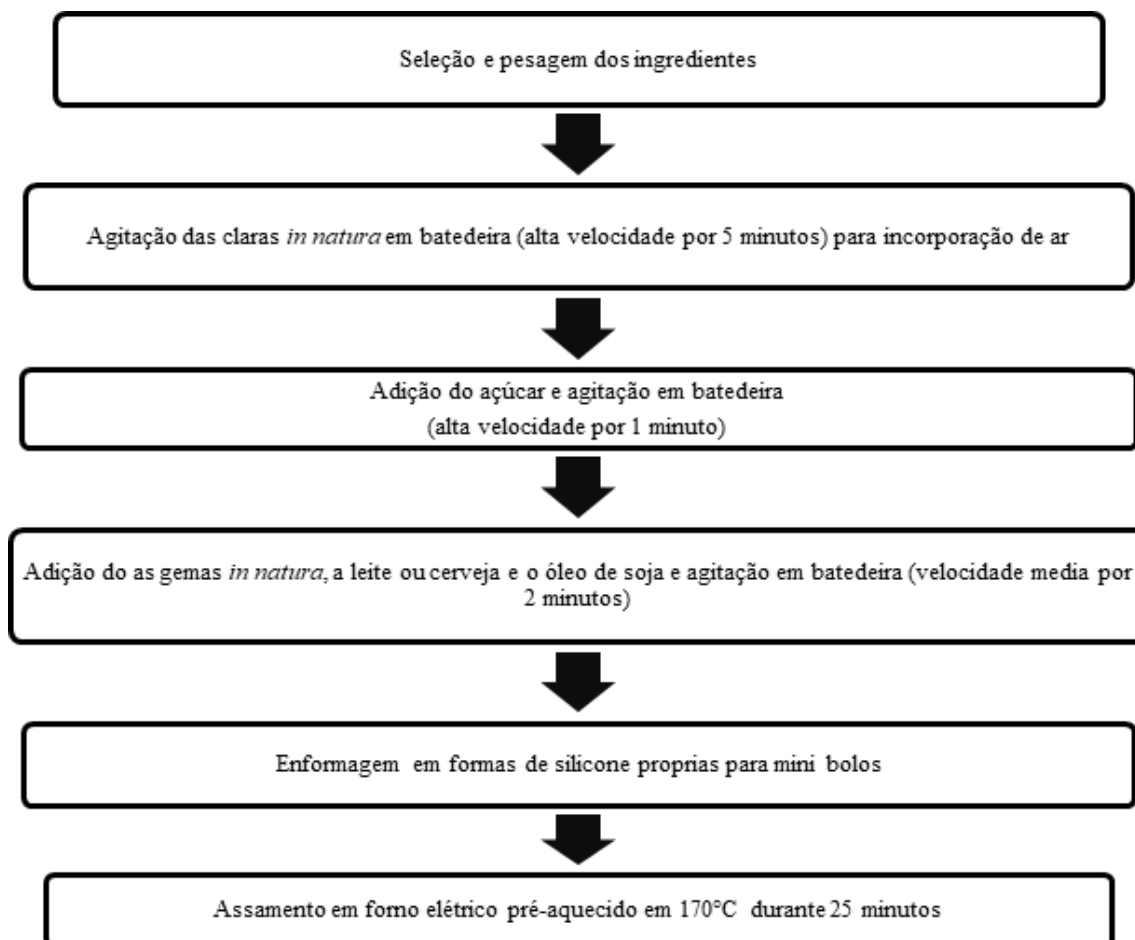 Seleção e pesagem dos ingredientes
Agitação das claras in natura em batedeira (alta velocidade por 5 minutos) para incorporação de ar
Adição do açúcar e agitação em batedeira
(alta velocidade por 1 minuto)
Adição do as gemas in natura, a leite ou cerveja e o óleo de soja e agitação em batedeira (velocidade media por
2 minutos)
Enformagem em formas de silicone proprias para mini bolos
Assamento em forno elétrico pré-aquecido em 170°C durante 25 minutos